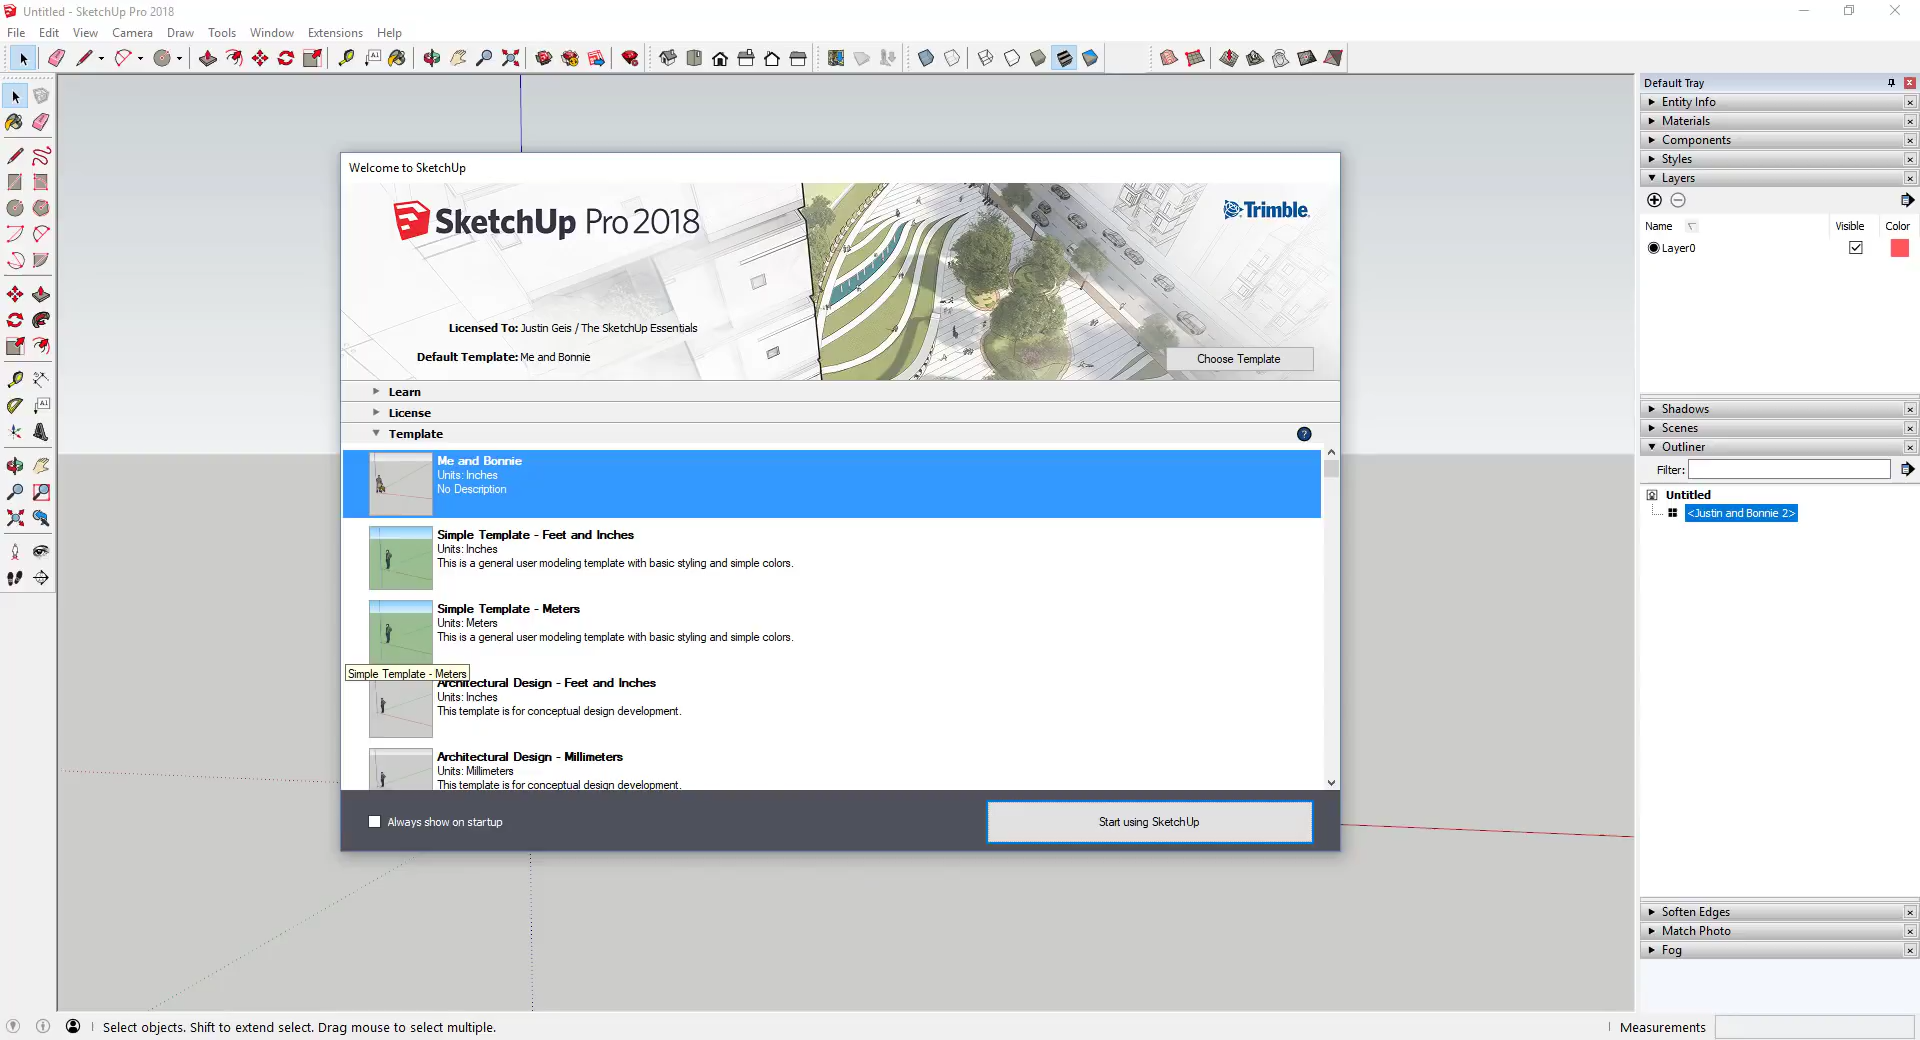 Untitled - SketchUp Pro 2018
File Edit View Camera Draw Tools Window Extensions Help
Default Tray
Entity Info
Materials
Components
Styles
Layers
Name Visible Color
Layer0
Shadows
Scenes
Outliner
Filter:
Untitled
<Justin and Bonnie 2>
Soften Edges
Match Photo
Fog
Welcome to SketchUp
SketchUp Pro 2018
Trimble
Licensed To: Justin Geis / The SketchUp Essentials
Default Template: Me and Bonnie
Choose Template
Learn
License
Template
?
Me and Bonnie
Units: Inches
No Description
Simple Template - Feet and Inches
Units: Inches
This is a general user modeling template with basic styling and simple colors.
Simple Template - Meters
Units: Meters
This is a general user modeling template with basic styling and simple colors.
Simple Template - Meters
Architectural Design - Feet and Inches
Units: Inches
This template is for conceptual design development.
Architectural Design - Millimeters
Units: Millimeters
This template is for conceptual design development.
Always show on startup
Start using SketchUp
Select objects. Shift to extend select. Drag mouse to select multiple.
Measurements